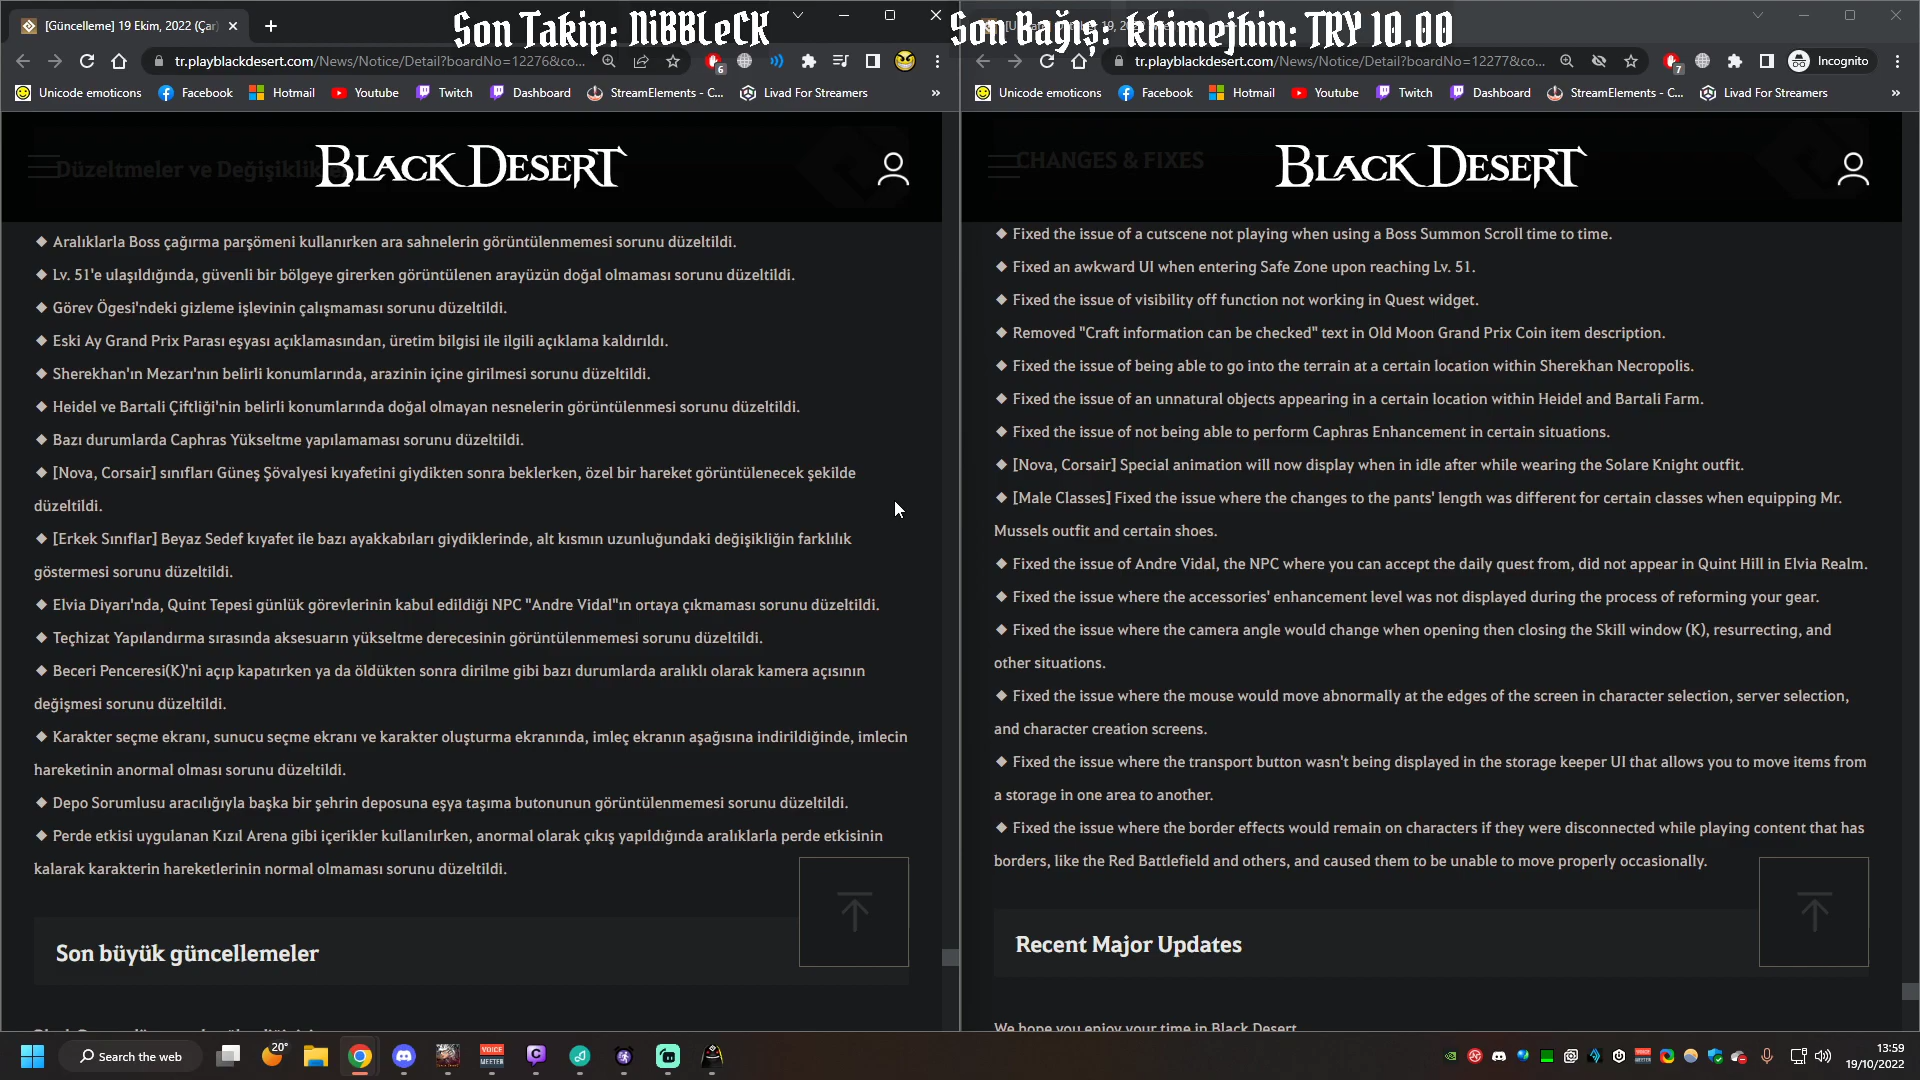 [Güncelleme] 19 Ekim, 2022 (Çar
Son Takip: NiBBLeCK
Son Bağış: khimejhin: TRY 10.00
tr.playblackdesert.com/News/Notice/Detail?boardNo=12276&co...
6
Unicode emoticons
Facebook
Hotmail
Youtube
Twitch
Dashboard
StreamElements - C...
Livad For Streamers
»
Düzeltmeler ve Değişiklik
BLACK DESERT
◆ Aralıklarla Boss çağırma parşömeni kullanırken ara sahnelerin görüntülenmemesi sorunu düzeltildi.
◆ Lv. 51'e ulaşıldığında, güvenli bir bölgeye girerken görüntülenen arayüzün doğal olmaması sorunu düzeltildi.
◆ Görev Ögesi'ndeki gizleme işlevinin çalışmaması sorunu düzeltildi.
◆ Eski Ay Grand Prix Parası eşyası açıklamasından, üretim bilgisi ile ilgili açıklama kaldırıldı.
◆ Sherekhan'ın Mezarı'nın belirli konumlarında, arazinin içine girilmesi sorunu düzeltildi.
◆ Heidel ve Bartali Çiftliği'nin belirli konumlarında doğal olmayan nesnelerin görüntülenmesi sorunu düzeltildi.
◆ Bazı durumlarda Caphras Yükseltme yapılamaması sorunu düzeltildi.
◆ [Nova, Corsair] sınıfları Güneş Şövalyesi kıyafetini giydikten sonra beklerken, özel bir hareket görüntülenecek şekilde
düzeltildi.
◆ [Erkek Sınıflar] Beyaz Sedef kıyafet ile bazı ayakkabıları giydiklerinde, alt kısmın uzunluğundaki değişikliğin farklılık
göstermesi sorunu düzeltildi.
◆ Elvia Diyarı'nda, Quint Tepesi günlük görevlerinin kabul edildiği NPC "Andre Vidal"ın ortaya çıkmaması sorunu düzeltildi.
◆ Teçhizat Yapılandırma sırasında aksesuarın yükseltme derecesinin görüntülenmemesi sorunu düzeltildi.
◆ Beceri Penceresi(K)'ni açıp kapatırken ya da öldükten sonra dirilme gibi bazı durumlarda aralıklı olarak kamera açısının
değişmesi sorunu düzeltildi.
◆ Karakter seçme ekranı, sunucu seçme ekranı ve karakter oluşturma ekranında, imleç ekranın aşağısına indirildiğinde, imlecin
hareketinin anormal olması sorunu düzeltildi.
◆ Depo Sorumlusu aracılığıyla başka bir şehrin deposuna eşya taşıma butonunun görüntülenmemesi sorunu düzeltildi.
◆ Perde etkisi uygulanan Kızıl Arena gibi içerikler kullanılırken, anormal olarak çıkış yapıldığında aralıklarla perde etkisinin
kalarak karakterin hareketlerinin normal olmaması sorunu düzeltildi.
Son büyük güncellemeler
tr.playblackdesert.com/News/Notice/Detail?boardNo=12277&co...
7
Incognito
Unicode emoticons
Facebook
Hotmail
Youtube
Twitch
Dashboard
StreamElements - C...
Livad For Streamers
»
CHANGES & FIXES
BLACK DESERT
◆ Fixed the issue of a cutscene not playing when using a Boss Summon Scroll time to time.
◆ Fixed an awkward UI when entering Safe Zone upon reaching Lv. 51.
◆ Fixed the issue of visibility off function not working in Quest widget.
◆ Removed "Craft information can be checked" text in Old Moon Grand Prix Coin item description.
◆ Fixed the issue of being able to go into the terrain at a certain location within Sherekhan Necropolis.
◆ Fixed the issue of an unnatural objects appearing in a certain location within Heidel and Bartali Farm.
◆ Fixed the issue of not being able to perform Caphras Enhancement in certain situations.
◆ [Nova, Corsair] Special animation will now display when in idle after while wearing the Solare Knight outfit.
◆ [Male Classes] Fixed the issue where the changes to the pants' length was different for certain classes when equipping Mr.
Mussels outfit and certain shoes.
◆ Fixed the issue of Andre Vidal, the NPC where you can accept the daily quest from, did not appear in Quint Hill in Elvia Realm.
◆ Fixed the issue where the accessories' enhancement level was not displayed during the process of reforming your gear.
◆ Fixed the issue where the camera angle would change when opening then closing the Skill window (K), resurrecting, and
other situations.
◆ Fixed the issue where the mouse would move abnormally at the edges of the screen in character selection, server selection,
and character creation screens.
◆ Fixed the issue where the transport button wasn't being displayed in the storage keeper UI that allows you to move items from
a storage in one area to another.
◆ Fixed the issue where the border effects would remain on characters if they were disconnected while playing content that has
borders, like the Red Battlefield and others, and caused them to be unable to move properly occasionally.
Recent Major Updates
We hope you enjoy your time in Black Desert
Search the web
20°
VOICE
MEETER
13:59
19/10/2022